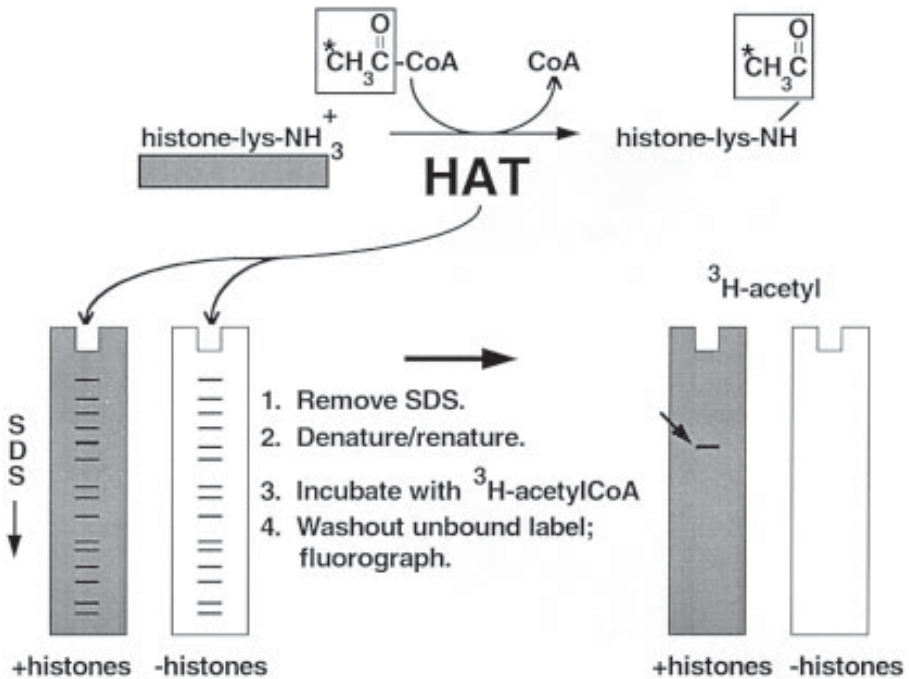 O
||
*CH₃C-CoA
CoA
O
||
*CH₃C
histone-lys-NH₃⁺
histone-lys-NH
HAT
³H-acetyl
SDS
1. Remove SDS.
2. Denature/renature.
3. Incubate with ³H-acetylCoA
4. Washout unbound label;
fluorograph.
+histones
-histones
+histones
-histones